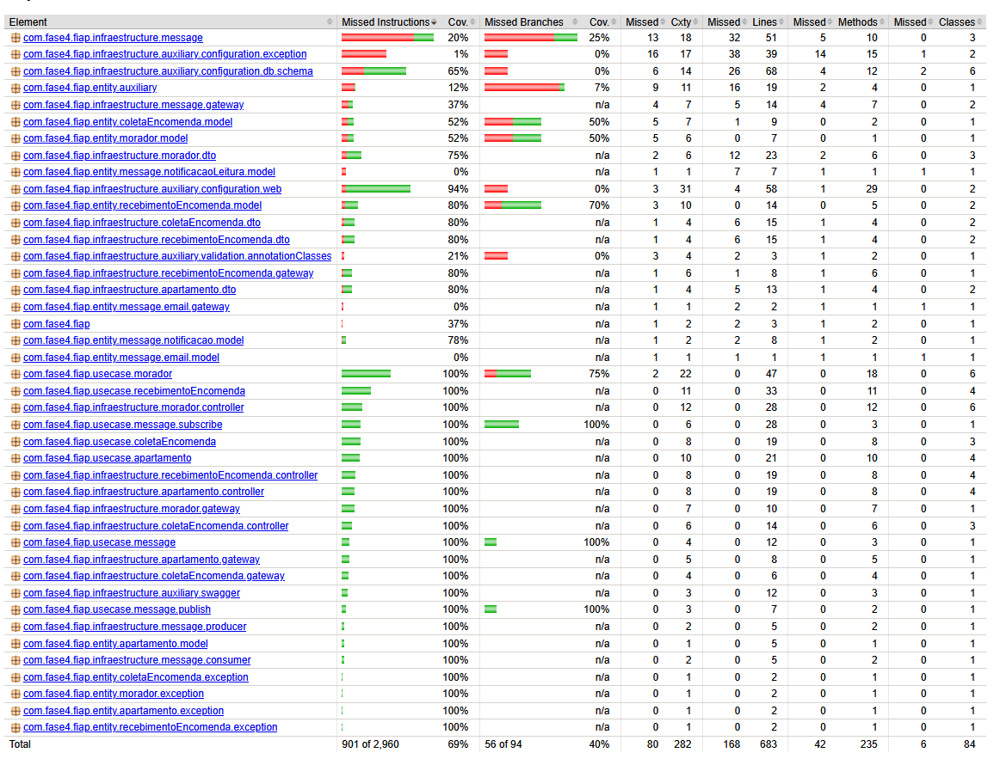 Element Missed Instructions Cov. Missed Branches Cov. Missed Cxty Missed Lines Missed Methods Missed Classes
com.fase4.fiap.infraestructure.message 20% 25% 13 18 32 51 5 10 0 3
com.fase4.fiap.infraestructure.auxiliary.configuration.exception 1% 0% 16 17 38 39 14 15 1 2
com.fase4.fiap.infraestructure.auxiliary.configuration.db.schema 65% 0% 6 14 26 68 4 12 2 6
com.fase4.fiap.entity.auxiliary 12% 7% 9 11 16 19 2 4 0 1
com.fase4.fiap.infraestructure.message.gateway 37% n/a 4 7 5 14 4 7 0 2
com.fase4.fiap.entity.coletaEncomenda.model 52% 50% 5 7 1 9 0 2 0 1
com.fase4.fiap.entity.morador.model 52% 50% 5 6 0 7 0 1 0 1
com.fase4.fiap.infraestructure.morador.dto 75% n/a 2 6 12 23 2 6 0 3
com.fase4.fiap.entity.message.notificacaoLeitura.model 0% n/a 1 1 7 7 1 1 1 1
com.fase4.fiap.infraestructure.auxiliary.configuration.web 94% 0% 3 31 4 58 1 29 0 2
com.fase4.fiap.entity.recebimentoEncomenda.model 80% 70% 3 10 0 14 0 5 0 2
com.fase4.fiap.infraestructure.coletaEncomenda.dto 80% n/a 1 4 6 15 1 4 0 2
com.fase4.fiap.infraestructure.recebimentoEncomenda.dto 80% n/a 1 4 6 15 1 4 0 2
com.fase4.fiap.infraestructure.auxiliary.validation.annotationClasses 21% 0% 3 4 2 3 1 2 0 1
com.fase4.fiap.infraestructure.recebimentoEncomenda.gateway 80% n/a 1 6 1 8 1 6 0 1
com.fase4.fiap.infraestructure.apartamento.dto 80% n/a 1 4 5 13 1 4 0 2
com.fase4.fiap.entity.message.email.gateway 0% n/a 1 1 2 2 1 1 1 1
com.fase4.fiap 37% n/a 1 2 2 3 1 2 0 1
com.fase4.fiap.entity.message.notificacao.model 78% n/a 1 2 2 8 1 2 0 1
com.fase4.fiap.entity.message.email.model 0% n/a 1 1 1 1 1 1 1 1
com.fase4.fiap.usecase.morador 100% 75% 2 22 0 47 0 18 0 6
com.fase4.fiap.usecase.recebimentoEncomenda 100% n/a 0 11 0 33 0 11 0 4
com.fase4.fiap.infraestructure.morador.controller 100% n/a 0 12 0 28 0 12 0 6
com.fase4.fiap.usecase.message.subscribe 100% 100% 0 6 0 28 0 3 0 1
com.fase4.fiap.usecase.coletaEncomenda 100% n/a 0 8 0 19 0 8 0 3
com.fase4.fiap.usecase.apartamento 100% n/a 0 10 0 21 0 10 0 4
com.fase4.fiap.infraestructure.recebimentoEncomenda.controller 100% n/a 0 8 0 19 0 8 0 4
com.fase4.fiap.infraestructure.apartamento.controller 100% n/a 0 8 0 19 0 8 0 4
com.fase4.fiap.infraestructure.morador.gateway 100% n/a 0 7 0 10 0 7 0 1
com.fase4.fiap.infraestructure.coletaEncomenda.controller 100% n/a 0 6 0 14 0 6 0 3
com.fase4.fiap.usecase.message 100% 100% 0 4 0 12 0 3 0 1
com.fase4.fiap.infraestructure.apartamento.gateway 100% n/a 0 5 0 8 0 5 0 1
com.fase4.fiap.infraestructure.coletaEncomenda.gateway 100% n/a 0 4 0 6 0 4 0 1
com.fase4.fiap.infraestructure.auxiliary.swagger 100% n/a 0 3 0 12 0 3 0 1
com.fase4.fiap.usecase.message.publish 100% 100% 0 3 0 7 0 2 0 1
com.fase4.fiap.infraestructure.message.producer 100% n/a 0 2 0 5 0 2 0 1
com.fase4.fiap.entity.apartamento.model 100% n/a 0 1 0 5 0 1 0 1
com.fase4.fiap.infraestructure.message.consumer 100% n/a 0 2 0 5 0 2 0 1
com.fase4.fiap.entity.coletaEncomenda.exception 100% n/a 0 1 0 2 0 1 0 1
com.fase4.fiap.entity.morador.exception 100% n/a 0 1 0 2 0 1 0 1
com.fase4.fiap.entity.apartamento.exception 100% n/a 0 1 0 2 0 1 0 1
com.fase4.fiap.entity.recebimentoEncomenda.exception 100% n/a 0 1 0 2 0 1 0 1
Total 901 of 2,960 69% 56 of 94 40% 80 282 168 683 42 235 6 84